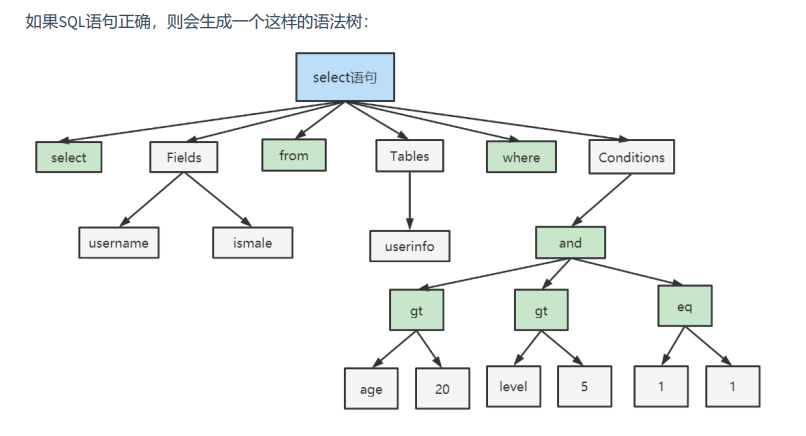 如果SQL语句正确，则会生成一个这样的语法树：
select语句
select
Fields
from
Tables
where
Conditions
username
ismale
userinfo
and
gt
gt
eq
age
20
level
5
1
1